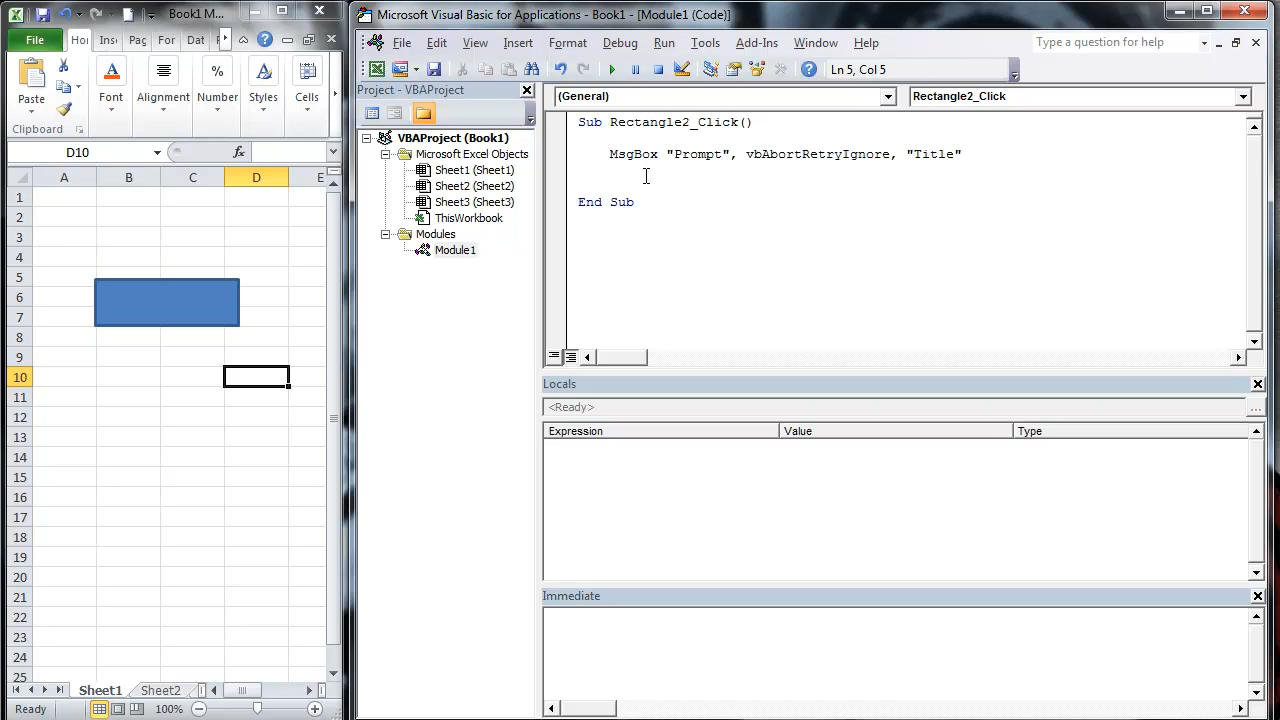 Book1 M...
File
Hor
Ins
Pag
For
Dat
Paste
Font
Alignment
Number
Styles
Cells
Clipboard
D10
fx
A B C D E
1
2
3
4
5
6
7
8
9
10
11
12
13
14
15
16
17
18
19
20
21
22
23
24
25
Sheet1 Sheet2
Ready
100%
Microsoft Visual Basic for Applications - Book1 - [Module1 (Code)]
File Edit View Insert Format Debug Run Tools Add-Ins Window Help
Type a question for help
Ln 5, Col 5
Project - VBAProject
VBAProject (Book1)
Microsoft Excel Objects
Sheet1 (Sheet1)
Sheet2 (Sheet2)
Sheet3 (Sheet3)
ThisWorkbook
Modules
Module1
(General)
Rectangle2_Click
Sub Rectangle2_Click()
MsgBox "Prompt", vbAbortRetryIgnore, "Title"
End Sub
Locals
<Ready>
...
Expression Value Type
Immediate